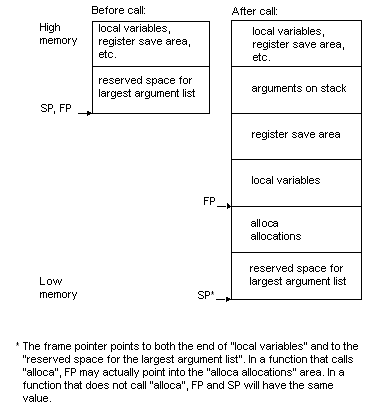 Before call:
After call:
High
memory
local variables,
register save area,
etc.
reserved space for
largest argument list
SP, FP
local variables,
register save area,
etc.
arguments on stack
register save area
local variables
FP
alloca
allocations
reserved space for
largest argument list
Low
memory
SP*
* The frame pointer points to both the end of "local variables" and to the
"reserved space for the largest argument list". In a function that calls
"alloca", FP may actually point into the "alloca allocations" area. In a
function that does not call "alloca", FP and SP will have the same
value.